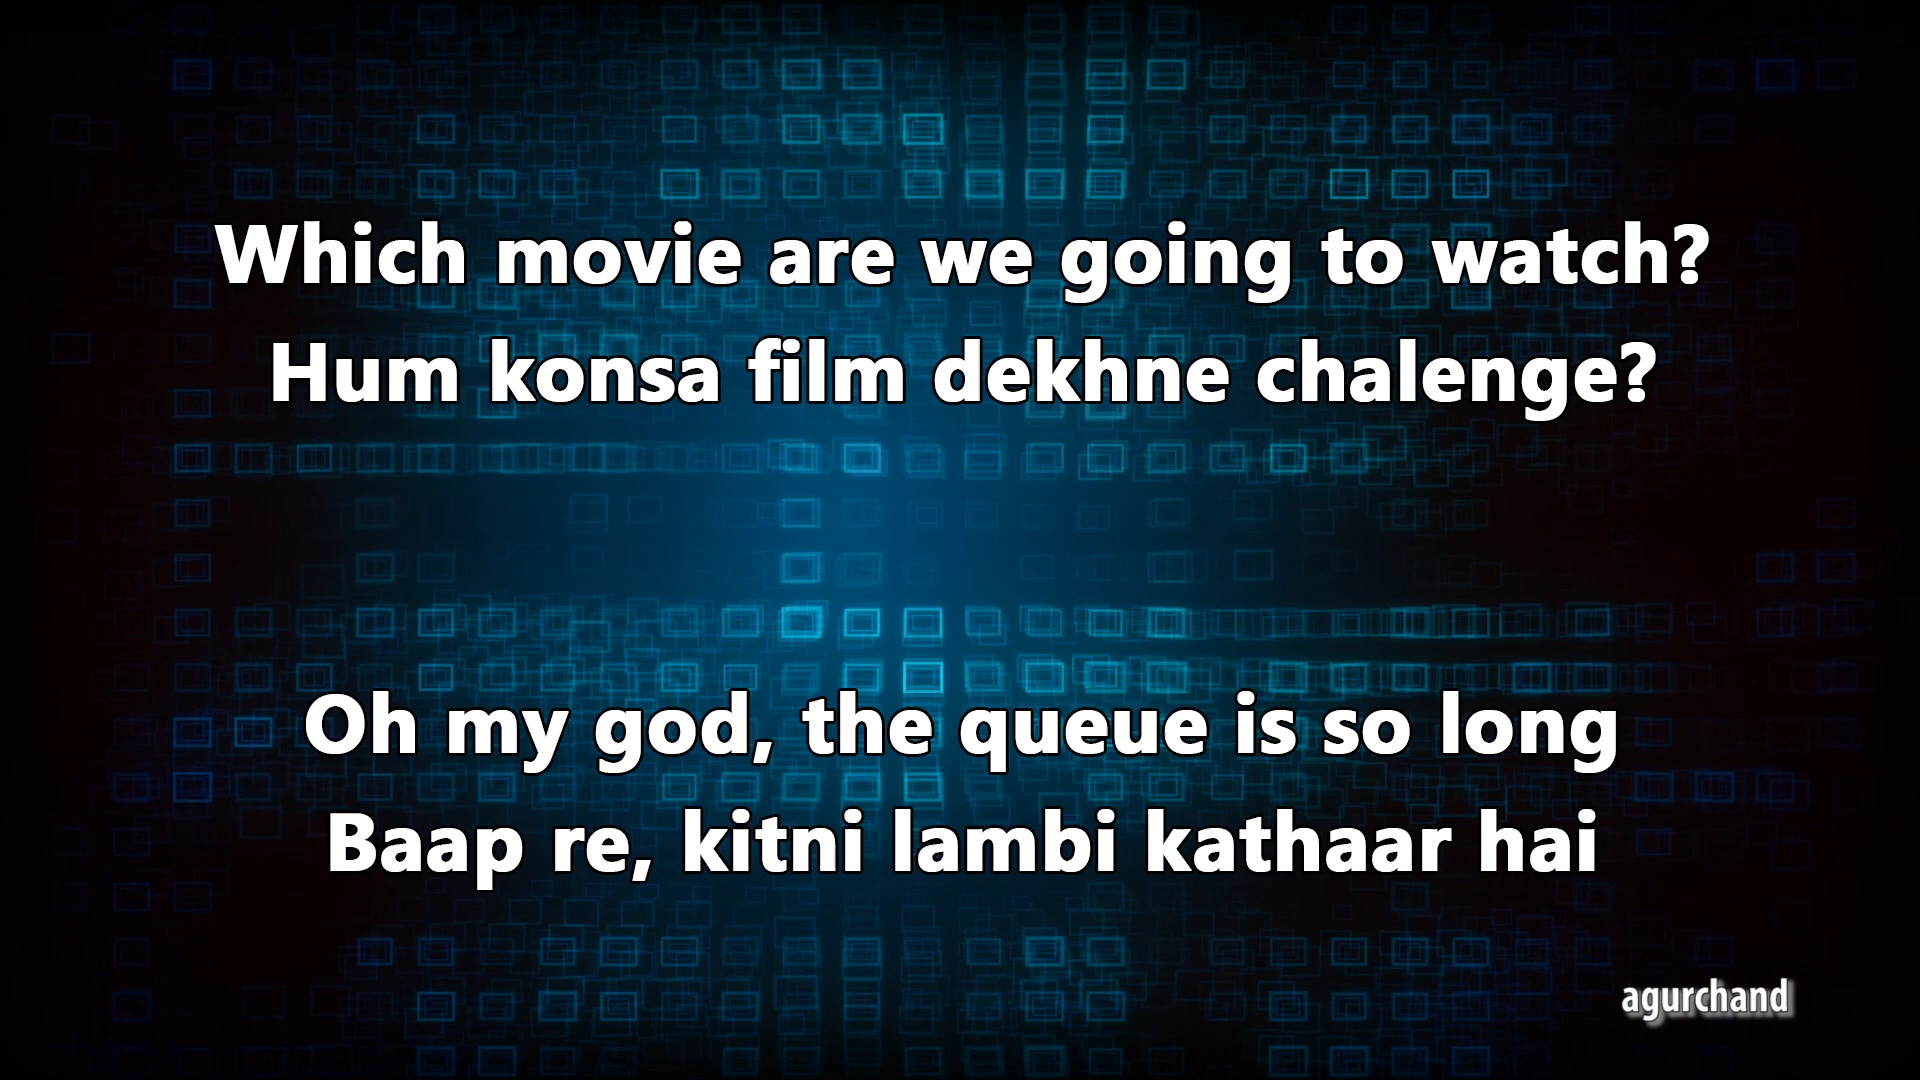 Which movie are we going to watch?
Hum konsa film dekhne chalenge?
Oh my god, the queue is so long
Baap re, kitni lambi kathaar hai
agurchand